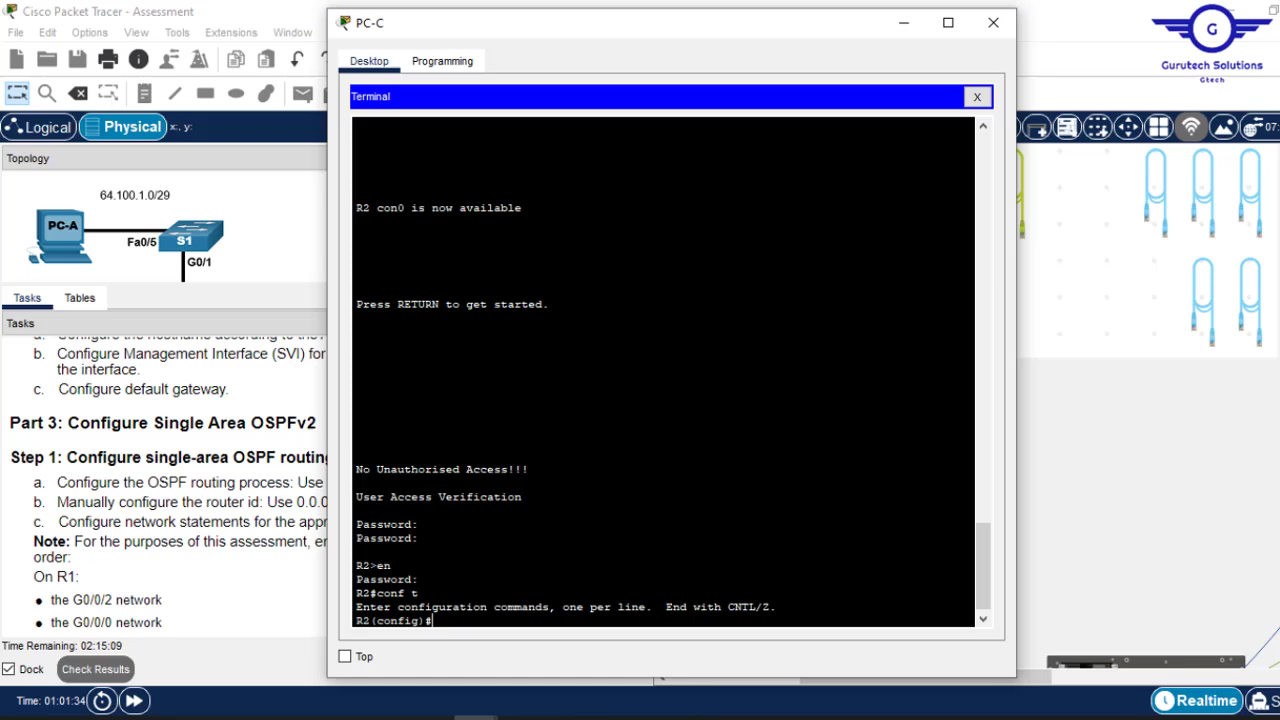 Cisco Packet Tracer - Assessment
File Edit Options View Tools Extensions Window
Logical
Physical
x:, y:
Topology
64.100.1.0/29
PC-A
Fa0/5
S1
G0/1
Tasks
Tables
Tasks
b. Configure Management Interface (SVI) for
the interface.
c. Configure default gateway.
Part 3: Configure Single Area OSPFv2
Step 1: Configure single-area OSPF routin
a. Configure the OSPF routing process: Use
b. Manually configure the router id: Use 0.0.0
c. Configure network statements for the appr
Note: For the purposes of this assessment, en
order:
On R1:
• the G0/0/2 network
• the G0/0/0 network
Time Remaining: 02:15:09
Dock
Check Results
Time: 01:01:34
PC-C
Desktop
Programming
Terminal
X
R2 con0 is now available
Press RETURN to get started.
No Unauthorised Access!!!
User Access Verification
Password:
Password:
R2>en
Password:
R2#conf t
Enter configuration commands, one per line. End with CNTL/Z.
R2(config)#
Top
G
Gurutech Solutions
Gtech
07:
Realtime
S